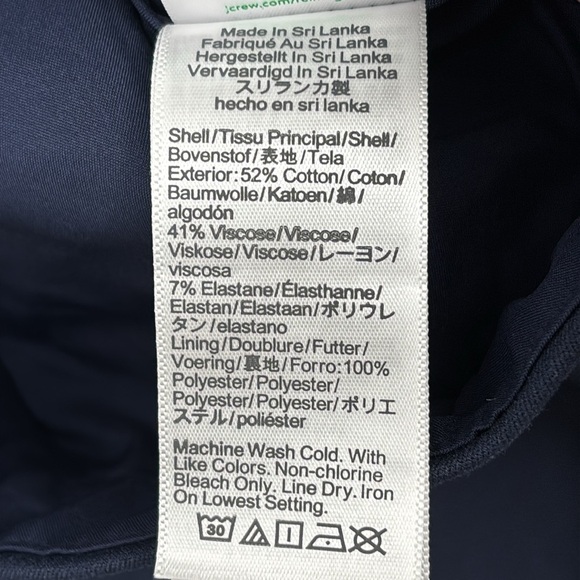 jcrew.com/
Made In Sri Lanka
Fabriqué Au Sri Lanka
Hergestellt In Sri Lanka
Vervaardigd In Sri Lanka
スリランカ製
hecho en sri lanka
Shell/Tissu Principal/Shell/
Bovenstof/表地/Tela
Exterior:52% Cotton/Coton/
Baumwolle/Katoen/綿/
algodón
41% Viscose/Viscose/
Viskose/Viscose/レーヨン/
viscosa
7% Elastane/Élasthanne/
Elastan/Elastaan/ポリウレ
タン/elastano
Lining/Doublure/Futter/
Voering/裏地/Forro:100%
Polyester/Polyester/
Polyester/Polyester/ポリエ
ステル/poliéster
Machine Wash Cold. With
Like Colors. Non-chlorine
Bleach Only. Line Dry. Iron
On Lowest Setting.
30